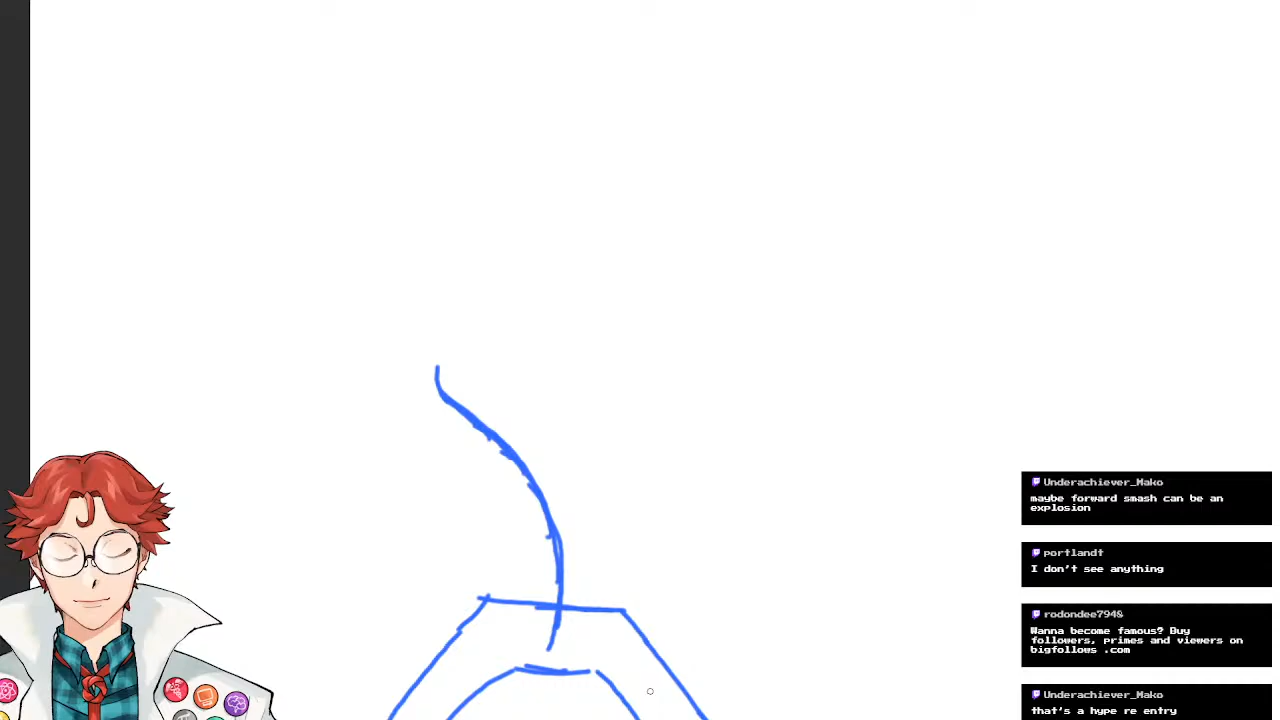 Underachiever_Mako
maybe forward smash can be an
explosion
portlandt
I don't see anything
rodondee7948
Wanna become famous? Buy
followers, primes and viewers on
bigfollows .com
Underachiever_Mako
that's a hype re entry